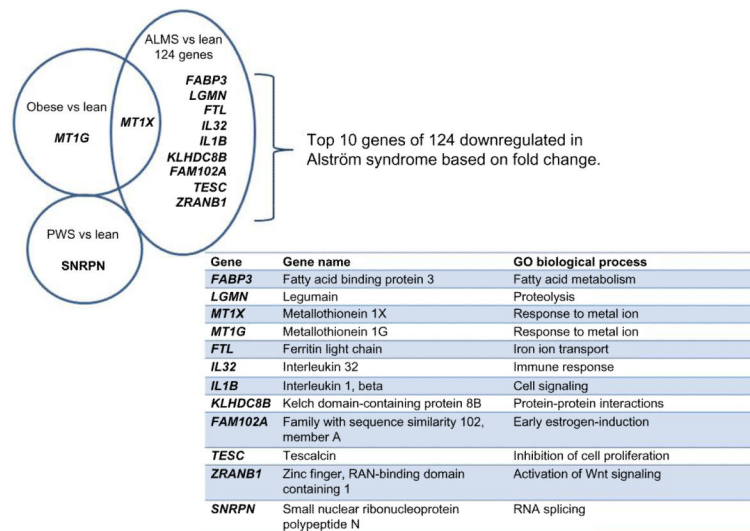 ALMS vs lean
124 genes
FABP3
LGMN
FTL
IL32
IL1B
KLHDC8B
FAM102A
TESC
ZRANB1
Obese vs lean
MT1G
MT1X
PWS vs lean
SNRPN
Top 10 genes of 124 downregulated in
Alström syndrome based on fold change.
Gene Gene name GO biological process
FABP3 Fatty acid binding protein 3 Fatty acid metabolism
LGMN Legumain Proteolysis
MT1X Metallothionein 1X Response to metal ion
MT1G Metallothionein 1G Response to metal ion
FTL Ferritin light chain Iron ion transport
IL32 Interleukin 32 Immune response
IL1B Interleukin 1, beta Cell signaling
KLHDC8B Kelch domain-containing protein 8B Protein-protein interactions
FAM102A Family with sequence similarity 102, Early estrogen-induction
member A
TESC Tescalcin Inhibition of cell proliferation
ZRANB1 Zinc finger, RAN-binding domain Activation of Wnt signaling
containing 1
SNRPN Small nuclear ribonucleoprotein RNA splicing
polypeptide N